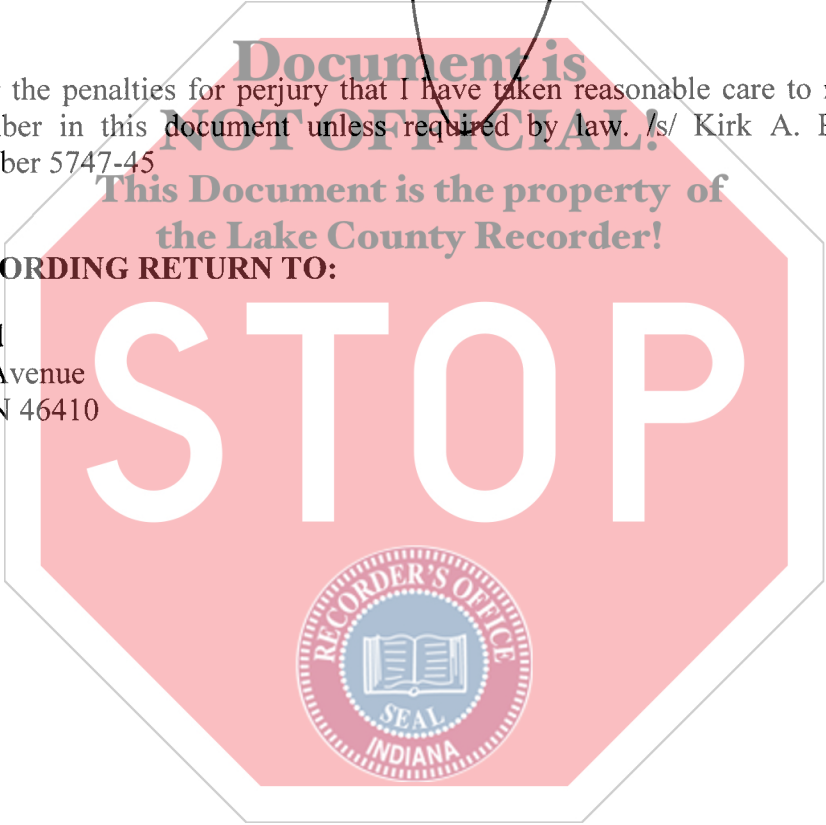 Document is
the penalties for perjury that I have taken reasonable care to
ber in this document unless required by law. /s/ Kirk A.
NOT OFFICIAL!
ber 5747-45
This Document is the property of
the Lake County Recorder!
ORDING RETURN TO:
Avenue
N 46410
STOP
RECORDER'S OFFICE
SEAL
INDIANA